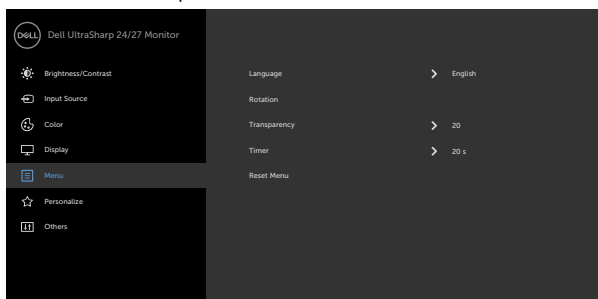 DELL Dell UltraSharp 24/27 Monitor
Brightness/Contrast
Language English
Input Source
Rotation
Color
Transparency 20
Display
Timer 20 s
Menu
Reset Menu
Personalize
Others